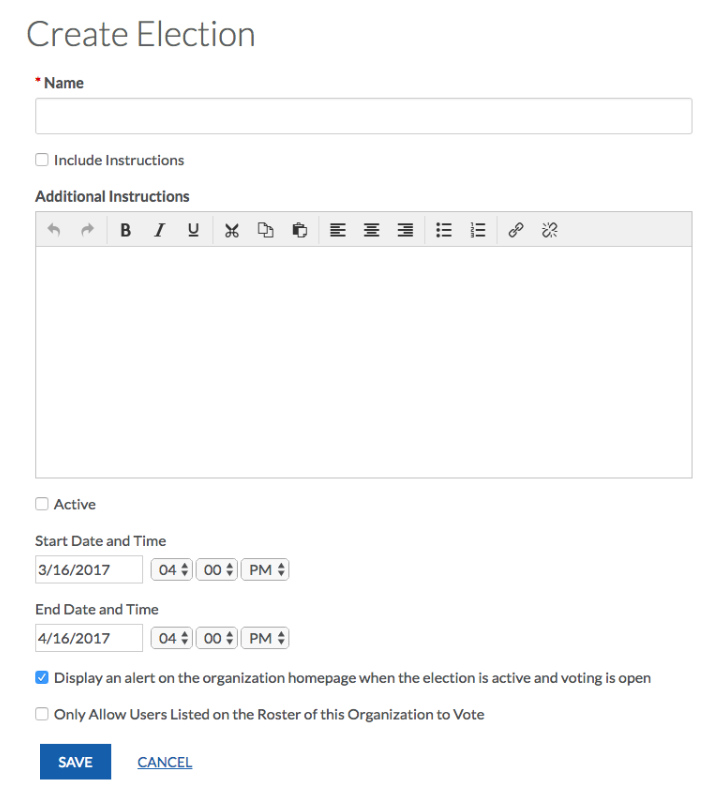 Create Election
* Name
Include Instructions
Additional Instructions
B I U
Active
Start Date and Time
3/16/2017 04 00 PM
End Date and Time
4/16/2017 04 00 PM
Display an alert on the organization homepage when the election is active and voting is open
Only Allow Users Listed on the Roster of this Organization to Vote
SAVE CANCEL